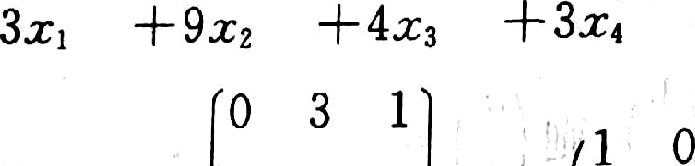 3x₁ +9x₂ +4x₃ +3x₄
0 3 1 1 0